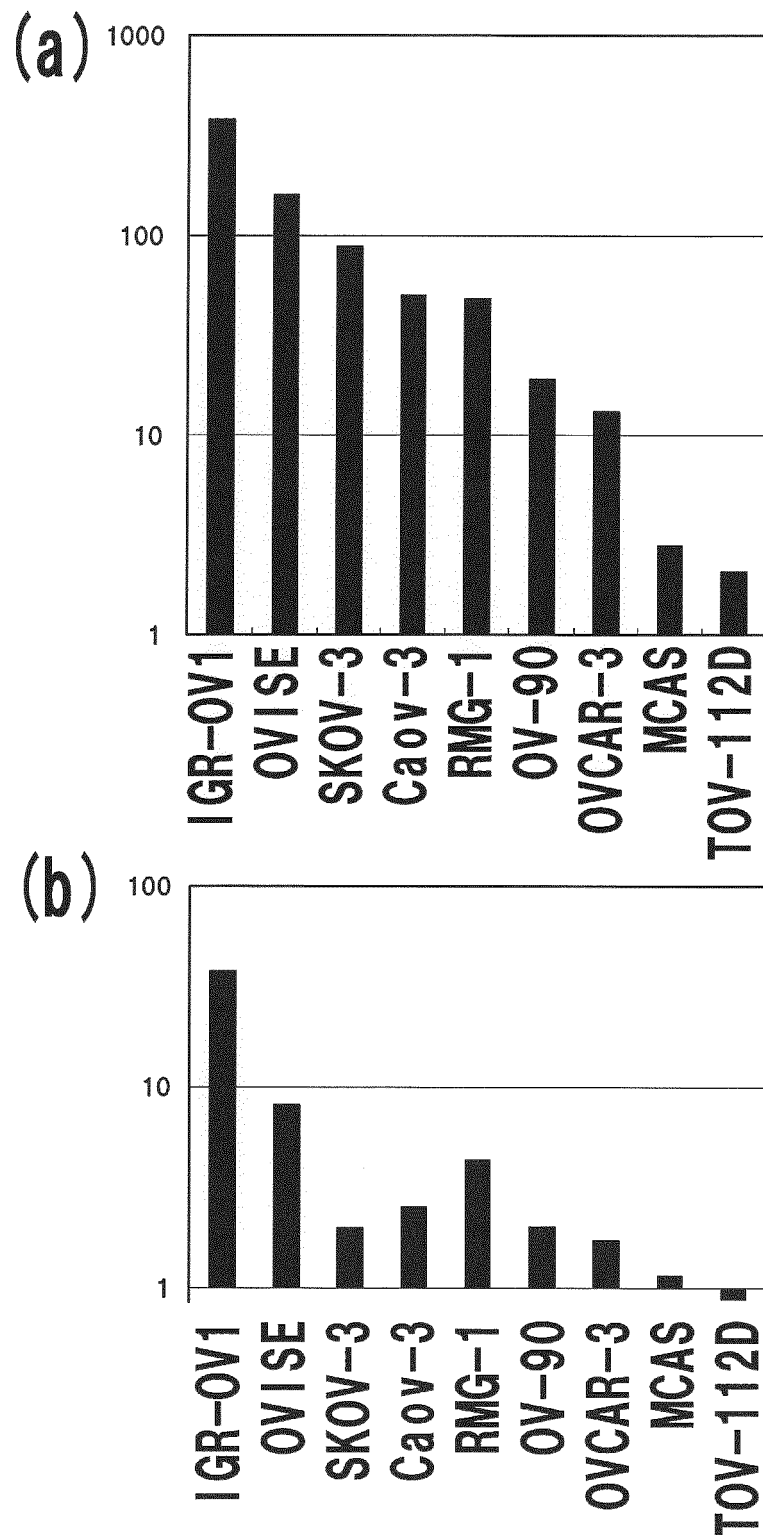 (a)
1000
100
10
1
IGR-OV1
OVISE
SKOV-3
Caov-3
RMG-1
OV-90
OVCAR-3
MCAS
TOV-112D
(b)
100
10
1
IGR-OV1
OVISE
SKOV-3
Caov-3
RMG-1
OV-90
OVCAR-3
MCAS
TOV-112D